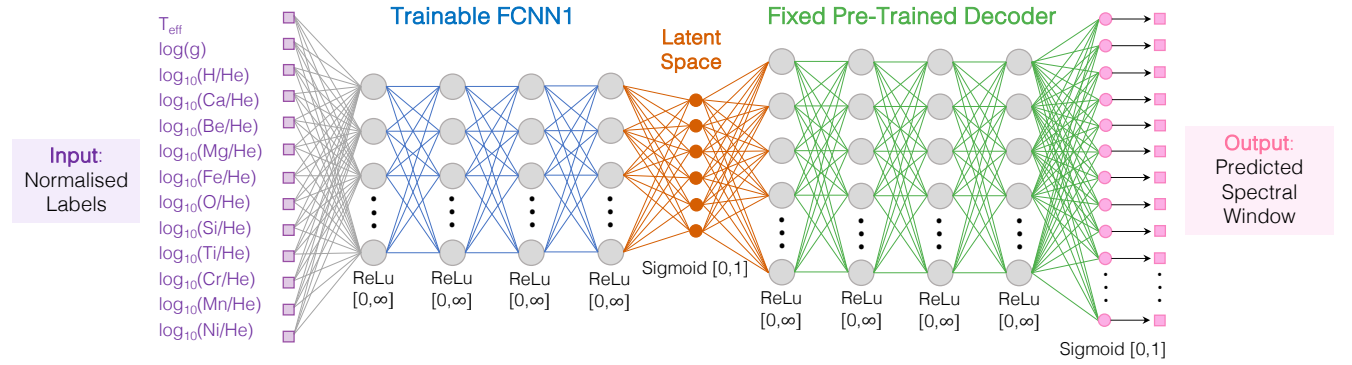 Trainable FCNN1
Fixed Pre-Trained Decoder
Latent
Space
Input:
Normalised
Labels
T_eff
log(g)
log₁₀(H/He)
log₁₀(Ca/He)
log₁₀(Be/He)
log₁₀(Mg/He)
log₁₀(Fe/He)
log₁₀(O/He)
log₁₀(Si/He)
log₁₀(Ti/He)
log₁₀(Cr/He)
log₁₀(Mn/He)
log₁₀(Ni/He)
ReLu
[0,∞]
ReLu
[0,∞]
ReLu
[0,∞]
ReLu
[0,∞]
Sigmoid [0,1]
ReLu
[0,∞]
ReLu
[0,∞]
ReLu
[0,∞]
ReLu
[0,∞]
Sigmoid [0,1]
Output:
Predicted
Spectral
Window